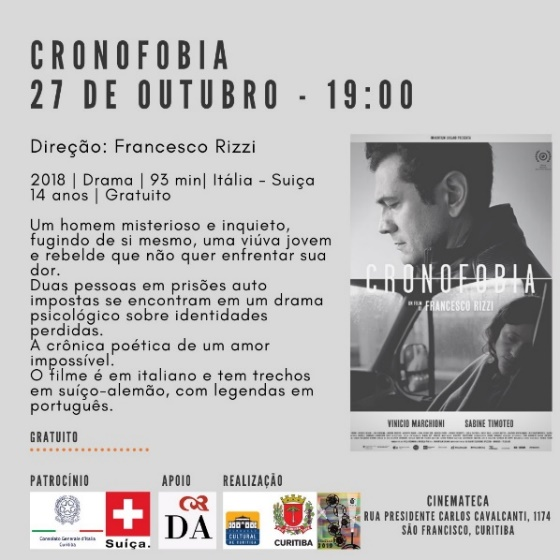 CRONOFOBIA
27 DE OUTUBRO - 19:00
Direção: Francesco Rizzi
2018 | Drama | 93 min| Itália - Suiça
14 anos | Gratuito
Um homem misterioso e inquieto,
fugindo de si mesmo, uma viúva jovem
e rebelde que não quer enfrentar sua
dor.
Duas pessoas em prisões auto
impostas se encontram em um drama
psicológico sobre identidades
perdidas.
A crônica poética de um amor
impossível.
O filme é em italiano e tem trechos
em suíço-alemão, com legendas em
português.
GRATUITO
CRONOFOBIA
UN FILM DI FRANCESCO RIZZI
VINICIO MARCHIONI SABINE TIMOTEO
PATROCÍNIO APOIO REALIZAÇÃO
Consolato Generale d'Italia
Curitiba
Suíça.
DA
CULTURAL
DE CURITIBA
CURITIBA
CINEMATECA
RUA PRESIDENTE CARLOS CAVALCANTI, 1174
SÃO FRANCISCO, CURITIBA